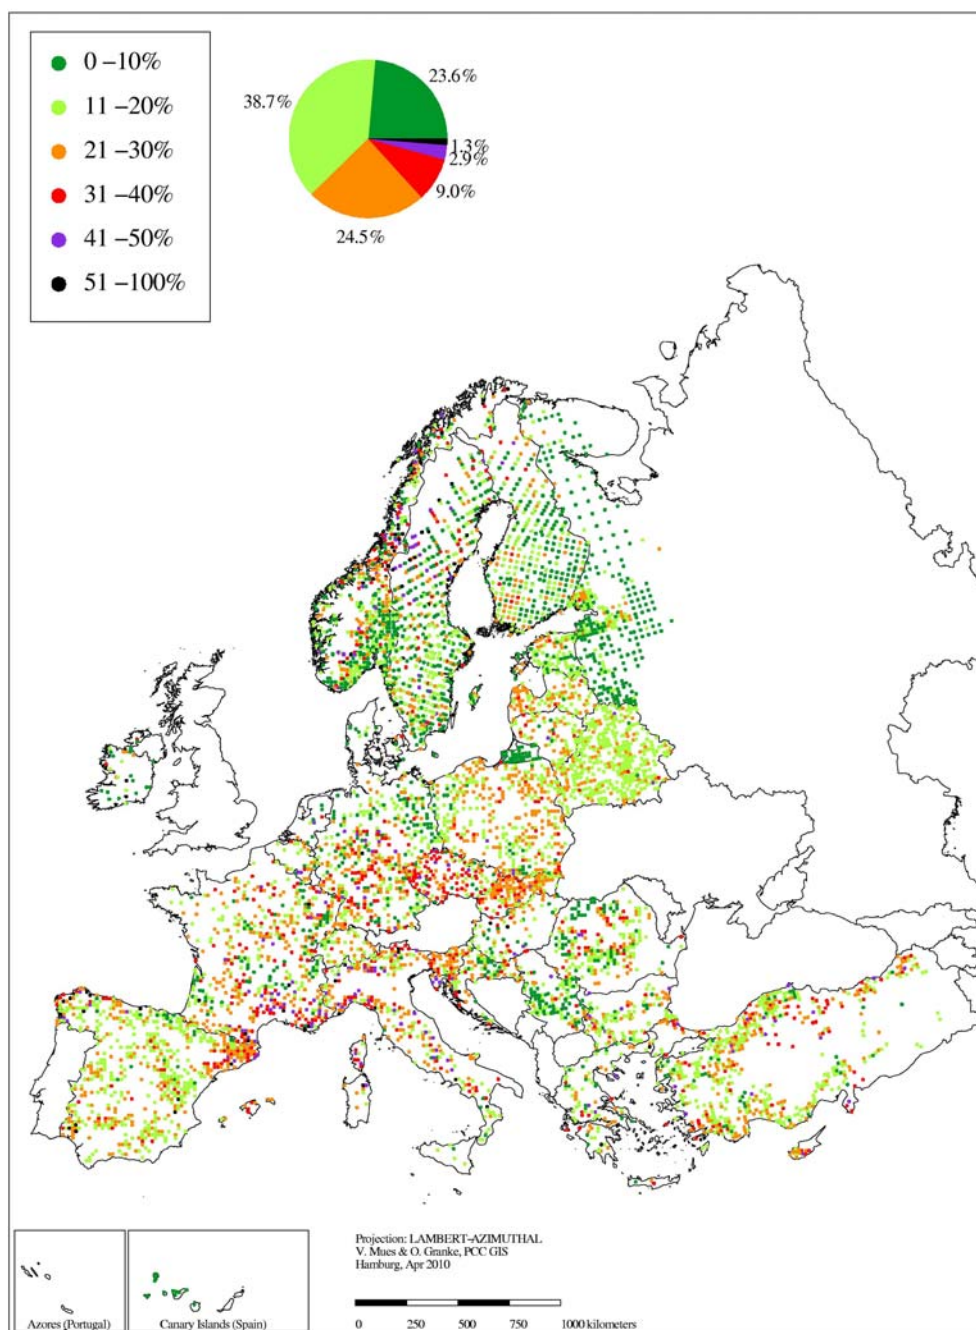 0 –10%
11 –20%
21 –30%
31 –40%
41 –50%
51 –100%
23.6%
38.7%
1.3%
2.9%
9.0%
24.5%
Projection: LAMBERT-AZIMUTHAL
V. Mues & O. Granke, PCC GIS
Hamburg, Apr 2010
Azores (Portugal)
Canary Islands (Spain)
0 250 500 750 1000 kilometers